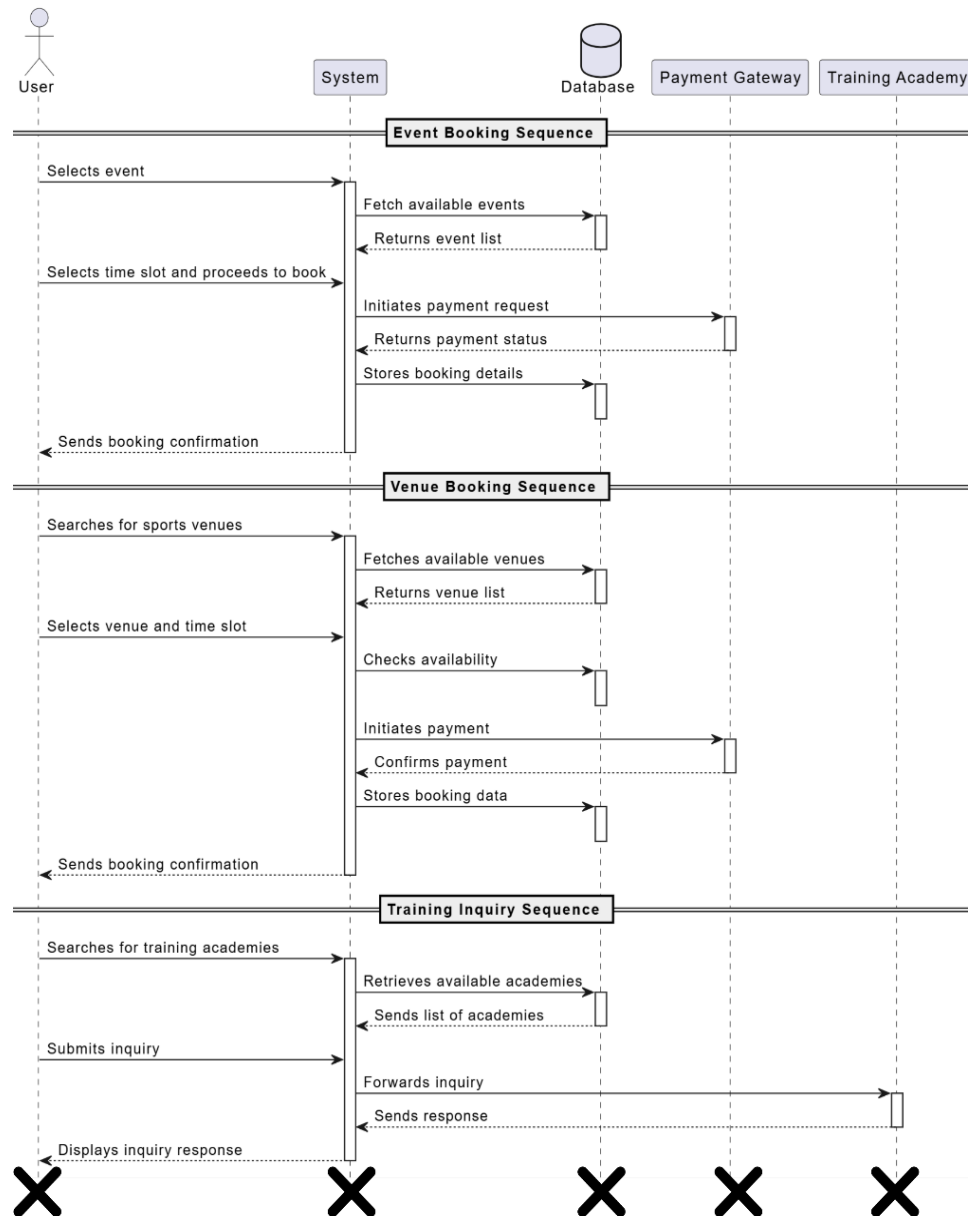 User
System
Database
Payment Gateway
Training Academy
Event Booking Sequence
Selects event
Fetch available events
Returns event list
Selects time slot and proceeds to book
Initiates payment request
Returns payment status
Stores booking details
Sends booking confirmation
Venue Booking Sequence
Searches for sports venues
Fetches available venues
Returns venue list
Selects venue and time slot
Checks availability
Initiates payment
Confirms payment
Stores booking data
Sends booking confirmation
Training Inquiry Sequence
Searches for training academies
Retrieves available academies
Sends list of academies
Submits inquiry
Forwards inquiry
Sends response
Displays inquiry response